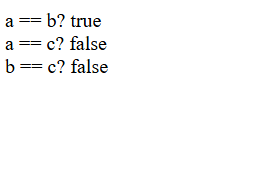 a == b? true
a == c? false
b == c? false